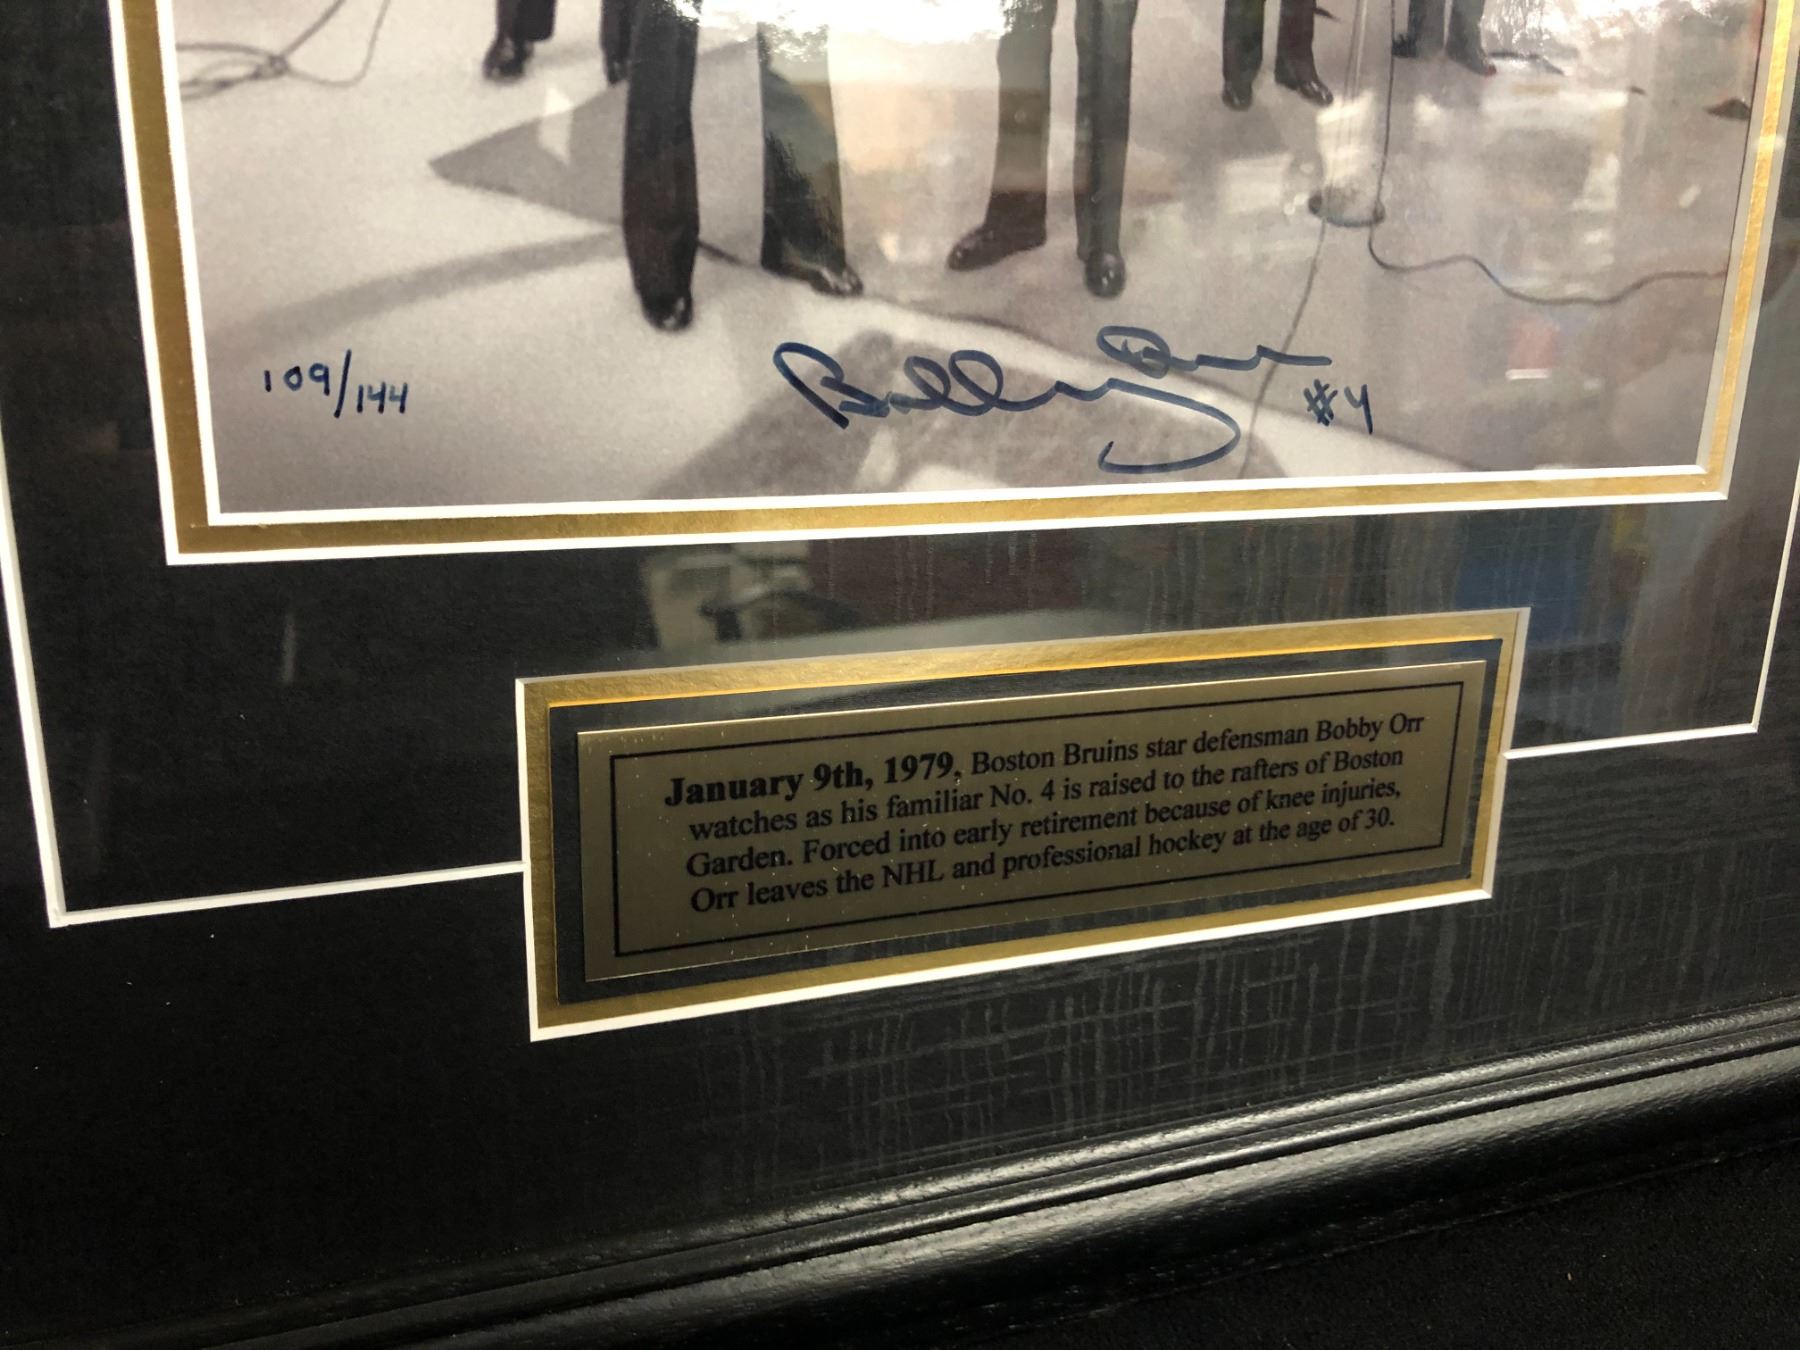 109/144
Bobby Orr #4
January 9th, 1979, Boston Bruins star defensman Bobby Orr
watches as his familiar No. 4 is raised to the rafters of Boston
Garden. Forced into early retirement because of knee injuries,
Orr leaves the NHL and professional hockey at the age of 30.